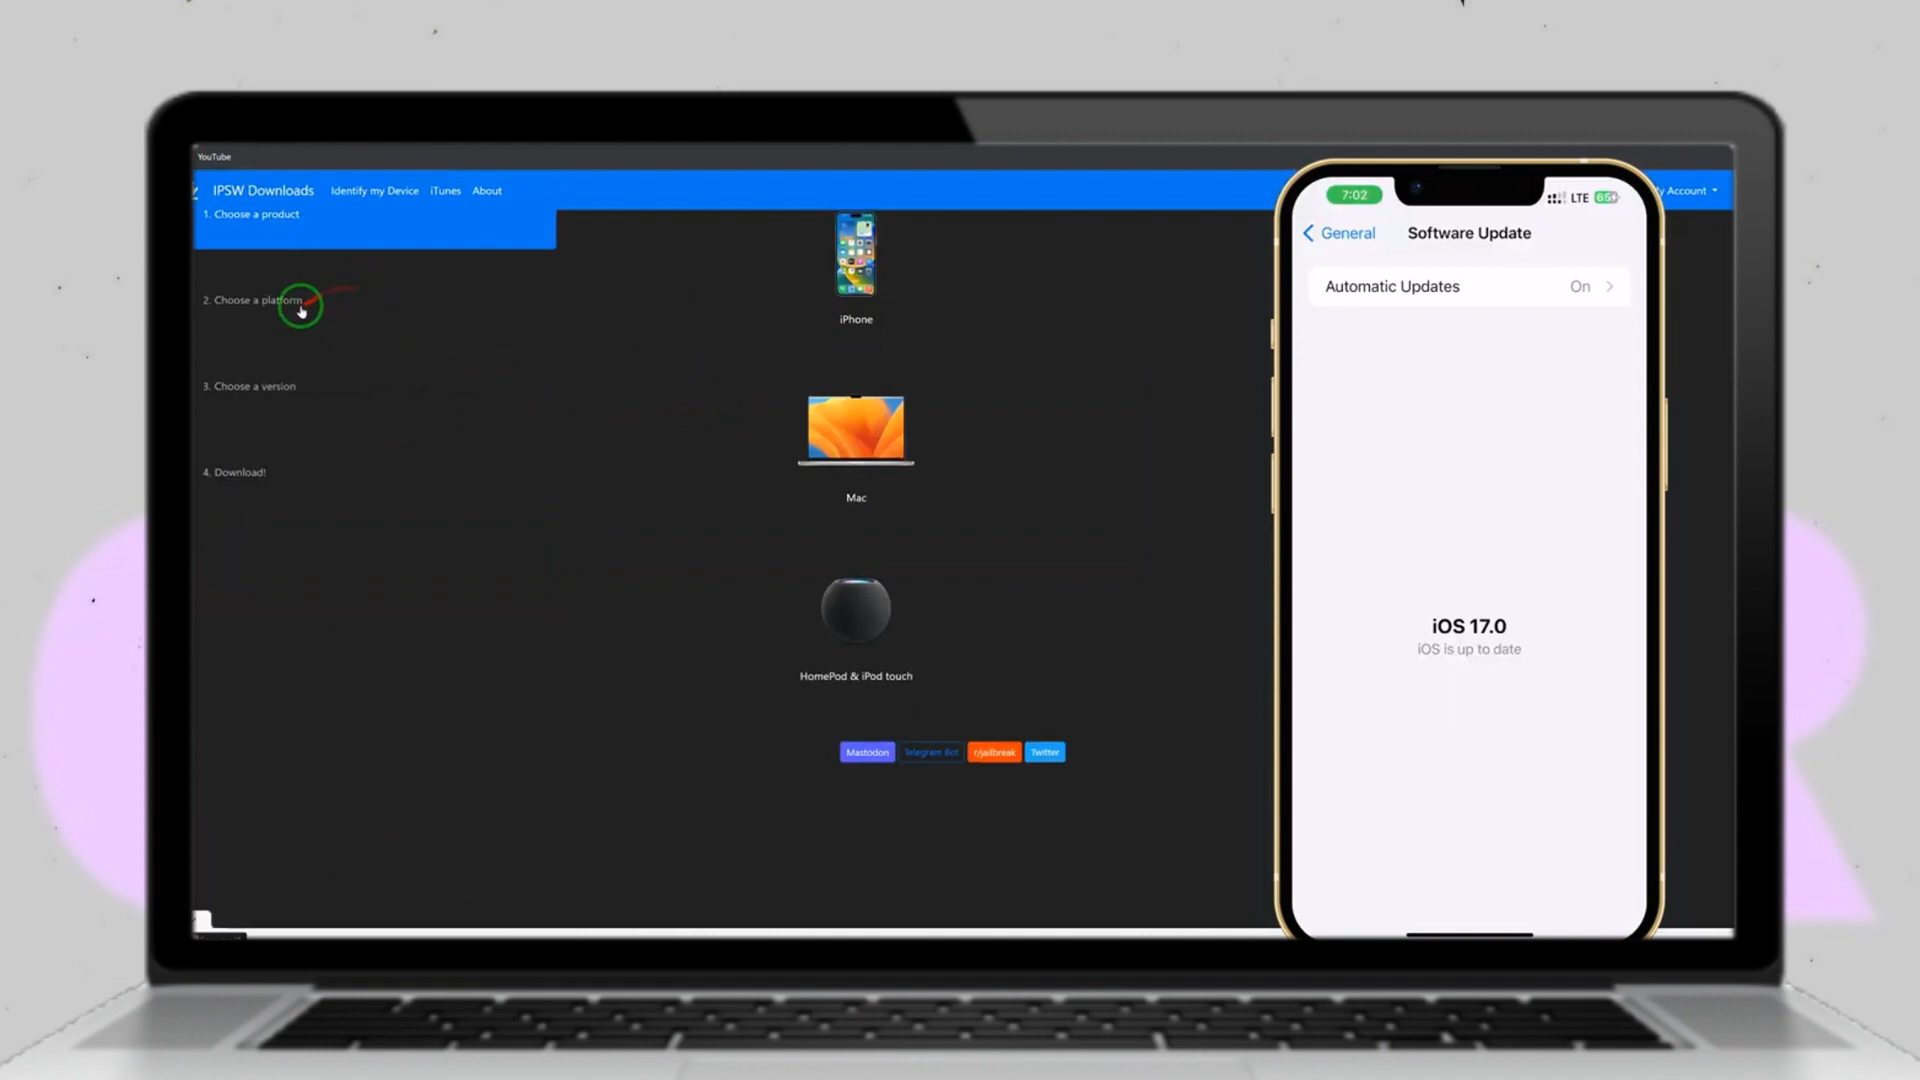 YouTube
IPSW Downloads Identify my Device iTunes About
1. Choose a product
2. Choose a platform
3. Choose a version
4. Download!
iPhone
Mac
HomePod & iPod touch
Mastodon Telegram Bot r/jailbreak Twitter
My Account
7:02 LTE 65
General Software Update
Automatic Updates On
iOS 17.0
iOS is up to date